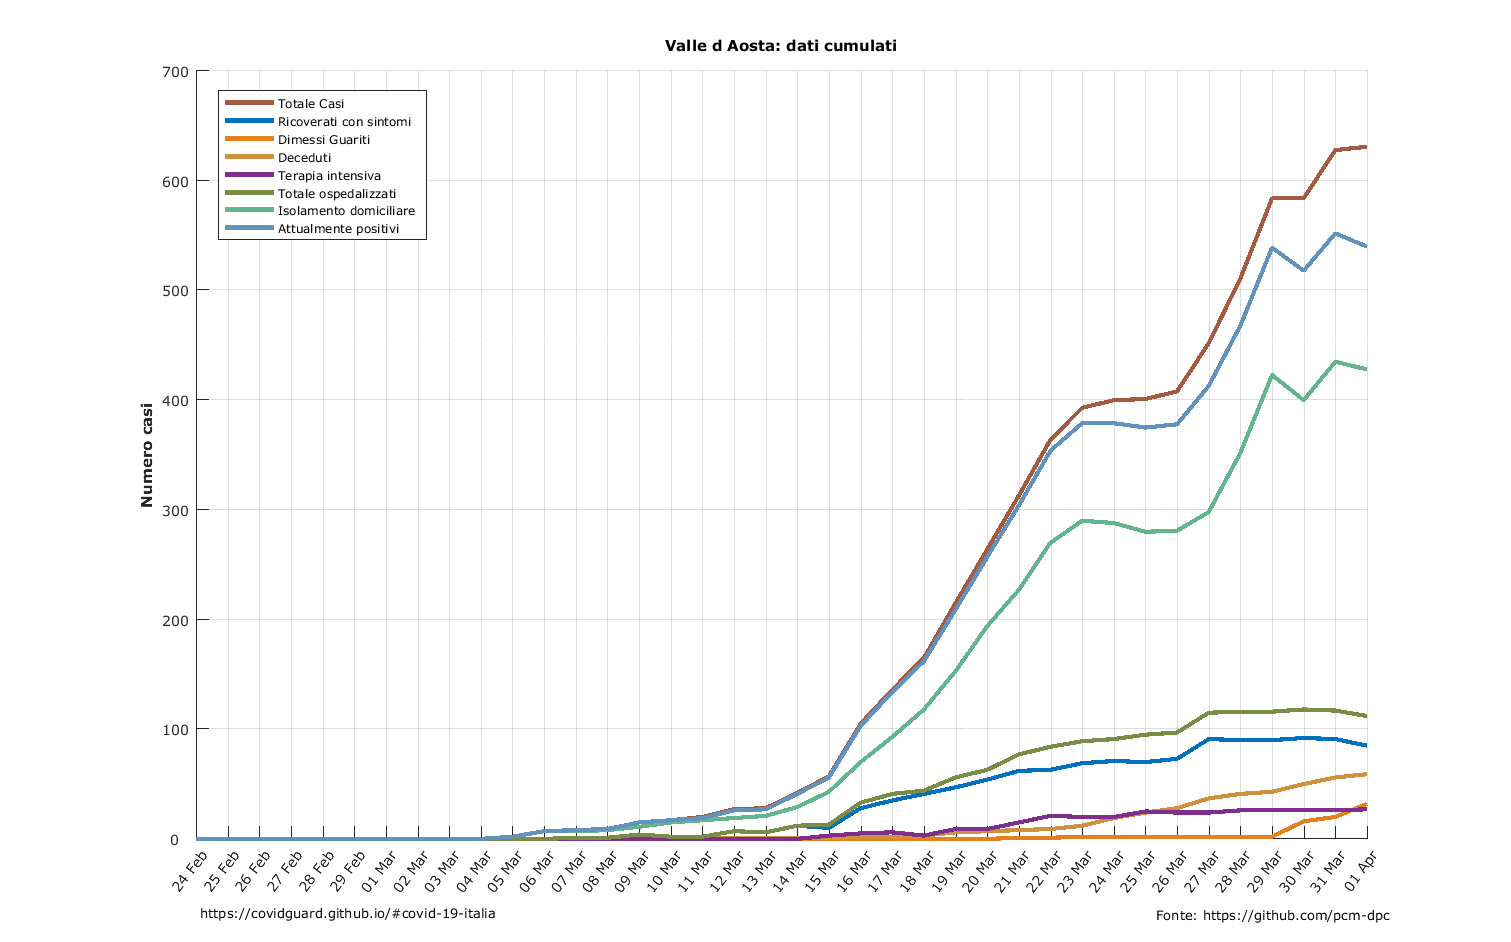 Valle d Aosta: dati cumulati
700
600
500
400
300
200
100
0
Numero casi
Totale Casi
Ricoverati con sintomi
Dimessi Guariti
Deceduti
Terapia intensiva
Totale ospedalizzati
Isolamento domiciliare
Attualmente positivi
24 Feb
25 Feb
26 Feb
27 Feb
28 Feb
29 Feb
01 Mar
02 Mar
03 Mar
04 Mar
05 Mar
06 Mar
07 Mar
08 Mar
09 Mar
10 Mar
11 Mar
12 Mar
13 Mar
14 Mar
15 Mar
16 Mar
17 Mar
18 Mar
19 Mar
20 Mar
21 Mar
22 Mar
23 Mar
24 Mar
25 Mar
26 Mar
27 Mar
28 Mar
29 Mar
30 Mar
31 Mar
01 Apr
https://covidguard.github.io/#covid-19-italia
Fonte: https://github.com/pcm-dpc